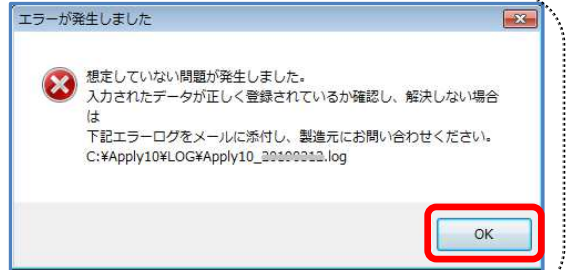 エラーが発生しました
想定していない問題が発生しました。
入力されたデータが正しく登録されているか確認し、解決しない場合
は
下記エラーログをメールに添付し、製造元にお問い合わせください。
C:¥Apply10¥LOG¥Apply10_.log
OK